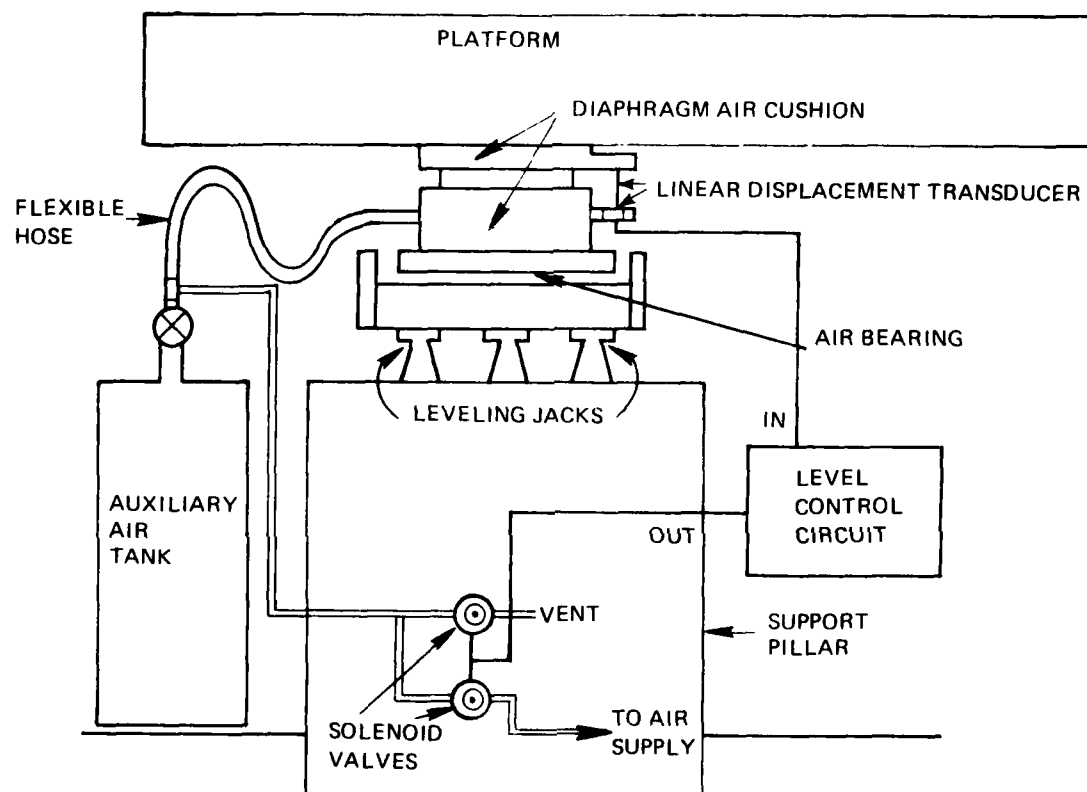 PLATFORM
DIAPHRAGM AIR CUSHION
LINEAR DISPLACEMENT TRANSDUCER
FLEXIBLE
HOSE
AIR BEARING
LEVELING JACKS
IN
AUXILIARY
AIR
TANK
LEVEL
CONTROL
CIRCUIT
OUT
VENT
SUPPORT
PILLAR
SOLENOID
VALVES
TO AIR
SUPPLY